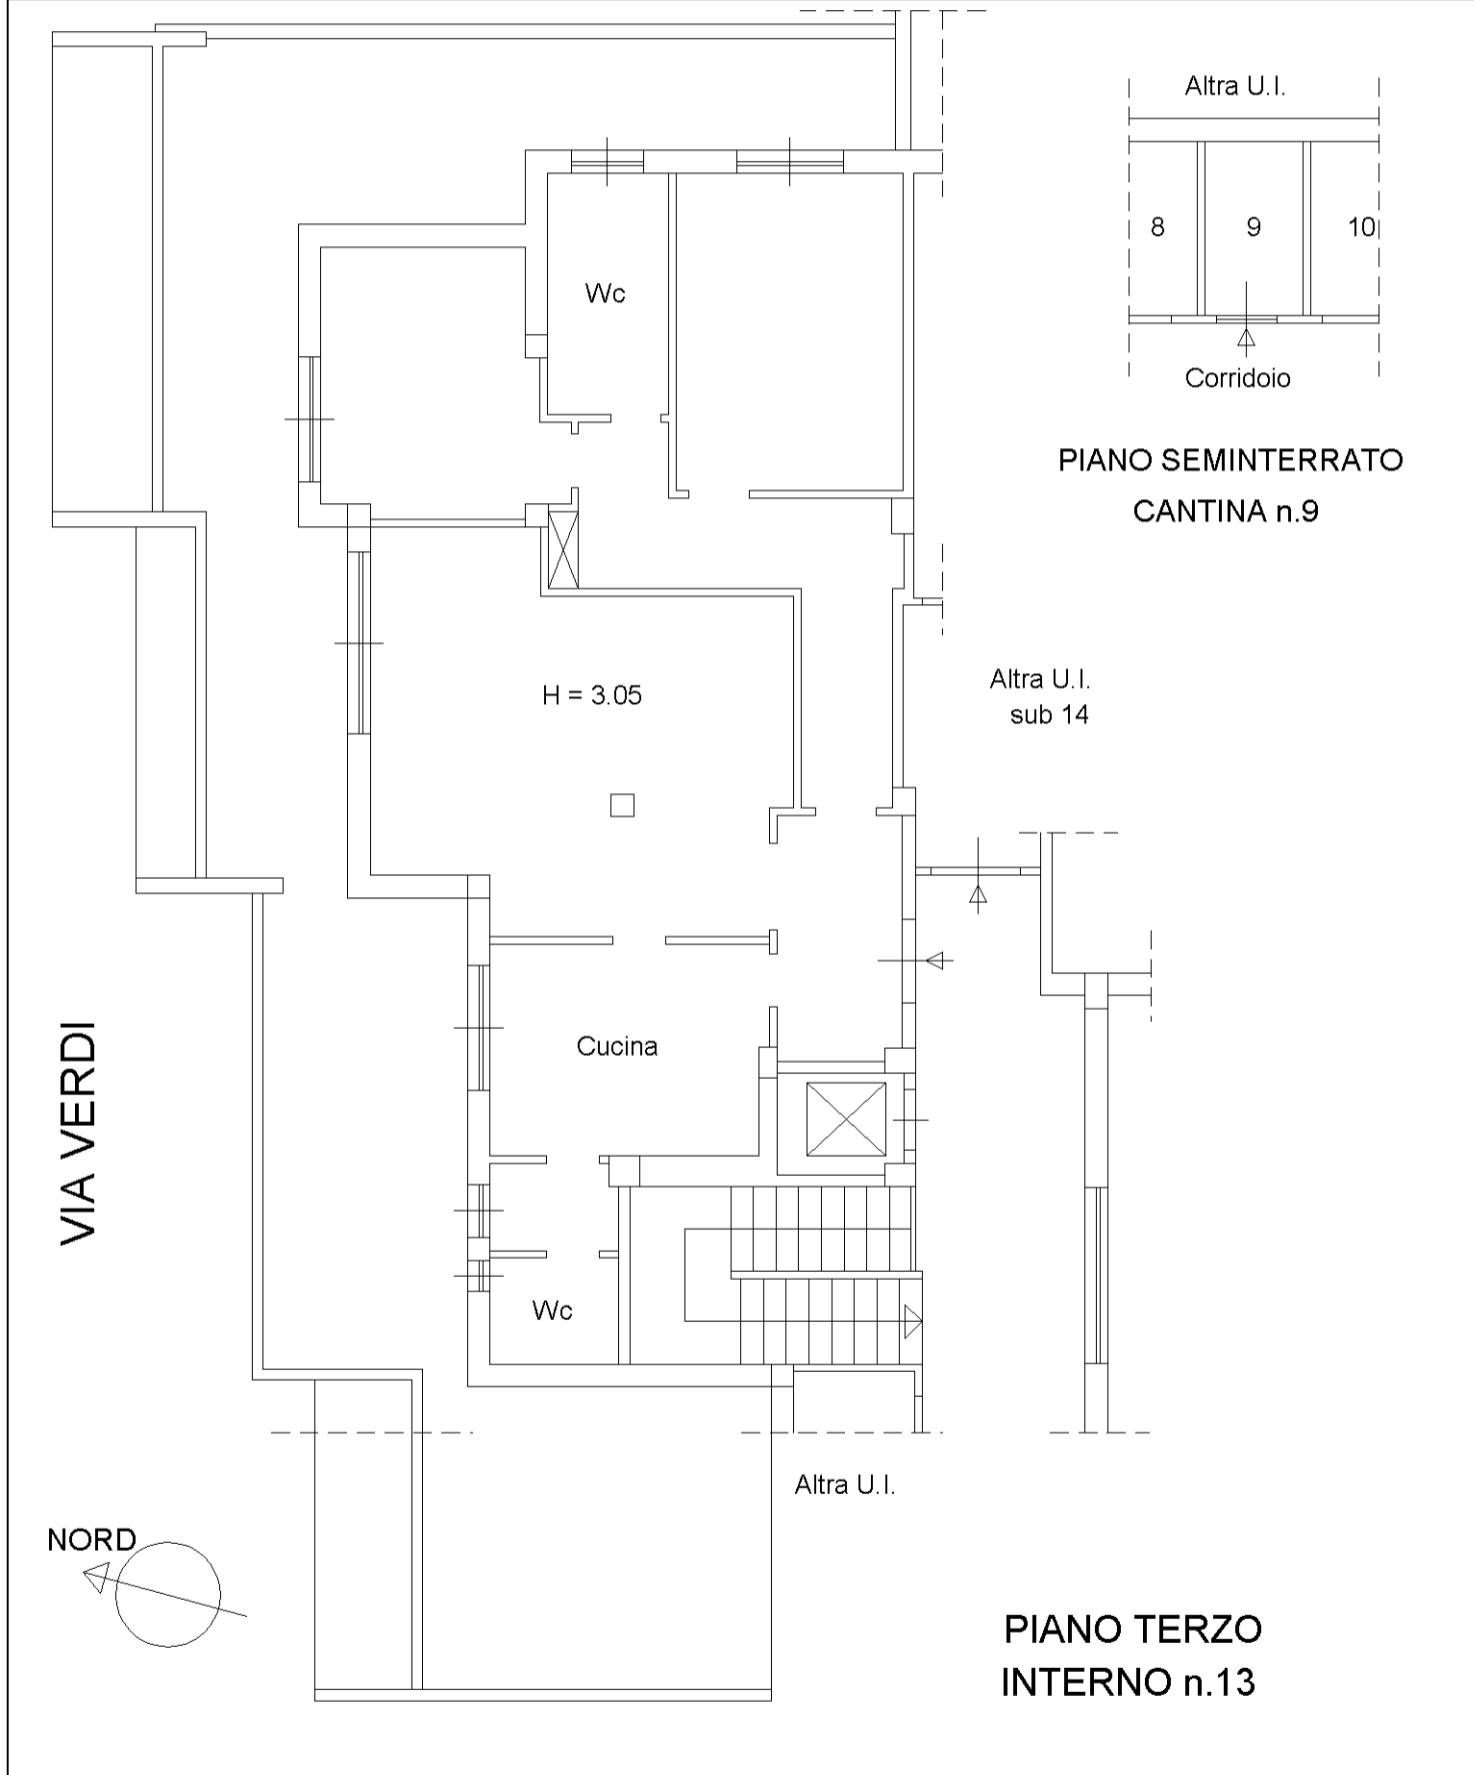 Altra U.I.
8
9
10
Corridoio
PIANO SEMINTERRATO
CANTINA n.9
Wc
H = 3.05
Altra U.I.
sub 14
Cucina
VIA VERDI
Wc
Altra U.I.
NORD
PIANO TERZO
INTERNO n.13